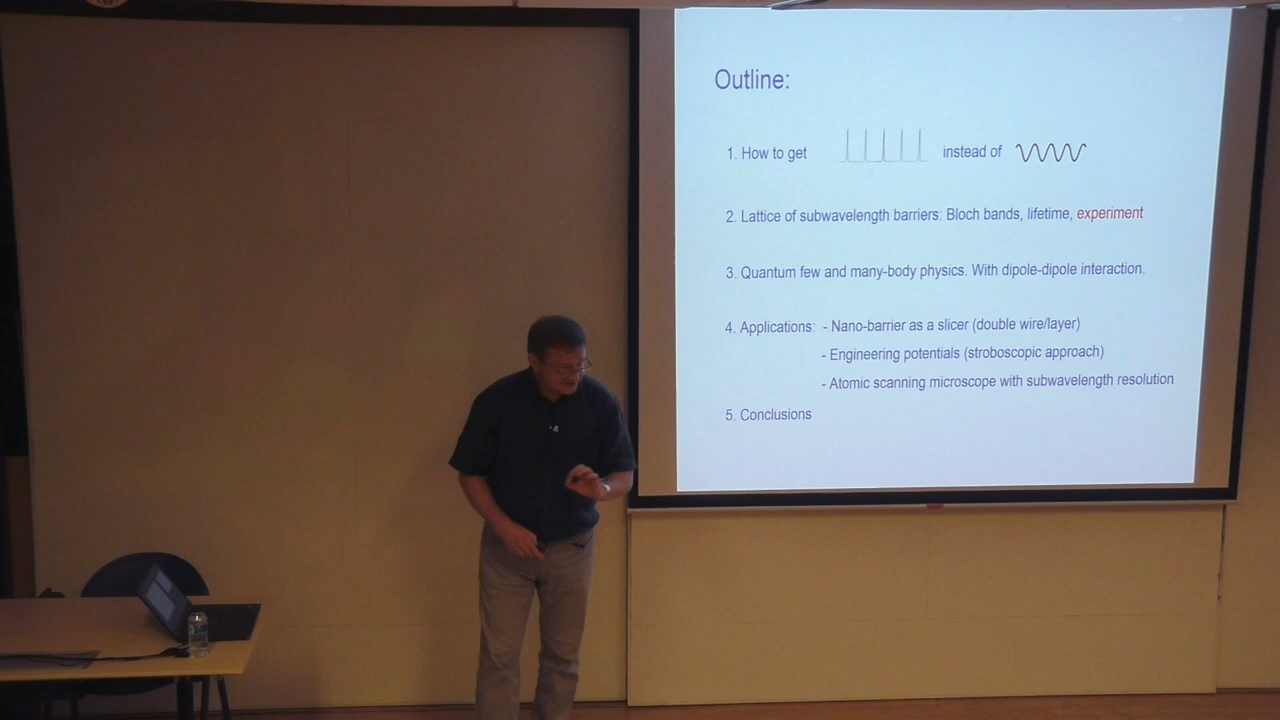 Outline:
1. How to get instead of
2. Lattice of subwavelength barriers: Bloch bands, lifetime, experiment
3. Quantum few and many-body physics. With dipole-dipole interaction.
4. Applications: - Nano-barrier as a slicer (double wire/layer)
- Engineering potentials (stroboscopic approach)
- Atomic scanning microscope with subwavelength resolution
5. Conclusions